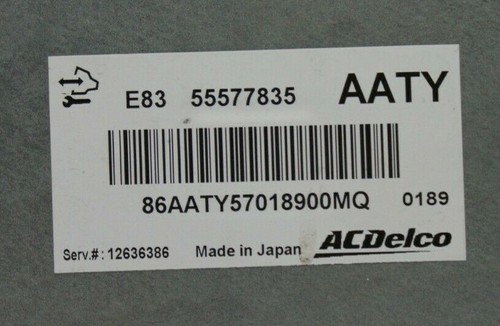 E83 55577835 AATY
86AATY57018900MQ 0189
Serv.#: 12636386 Made in Japan ACDelco